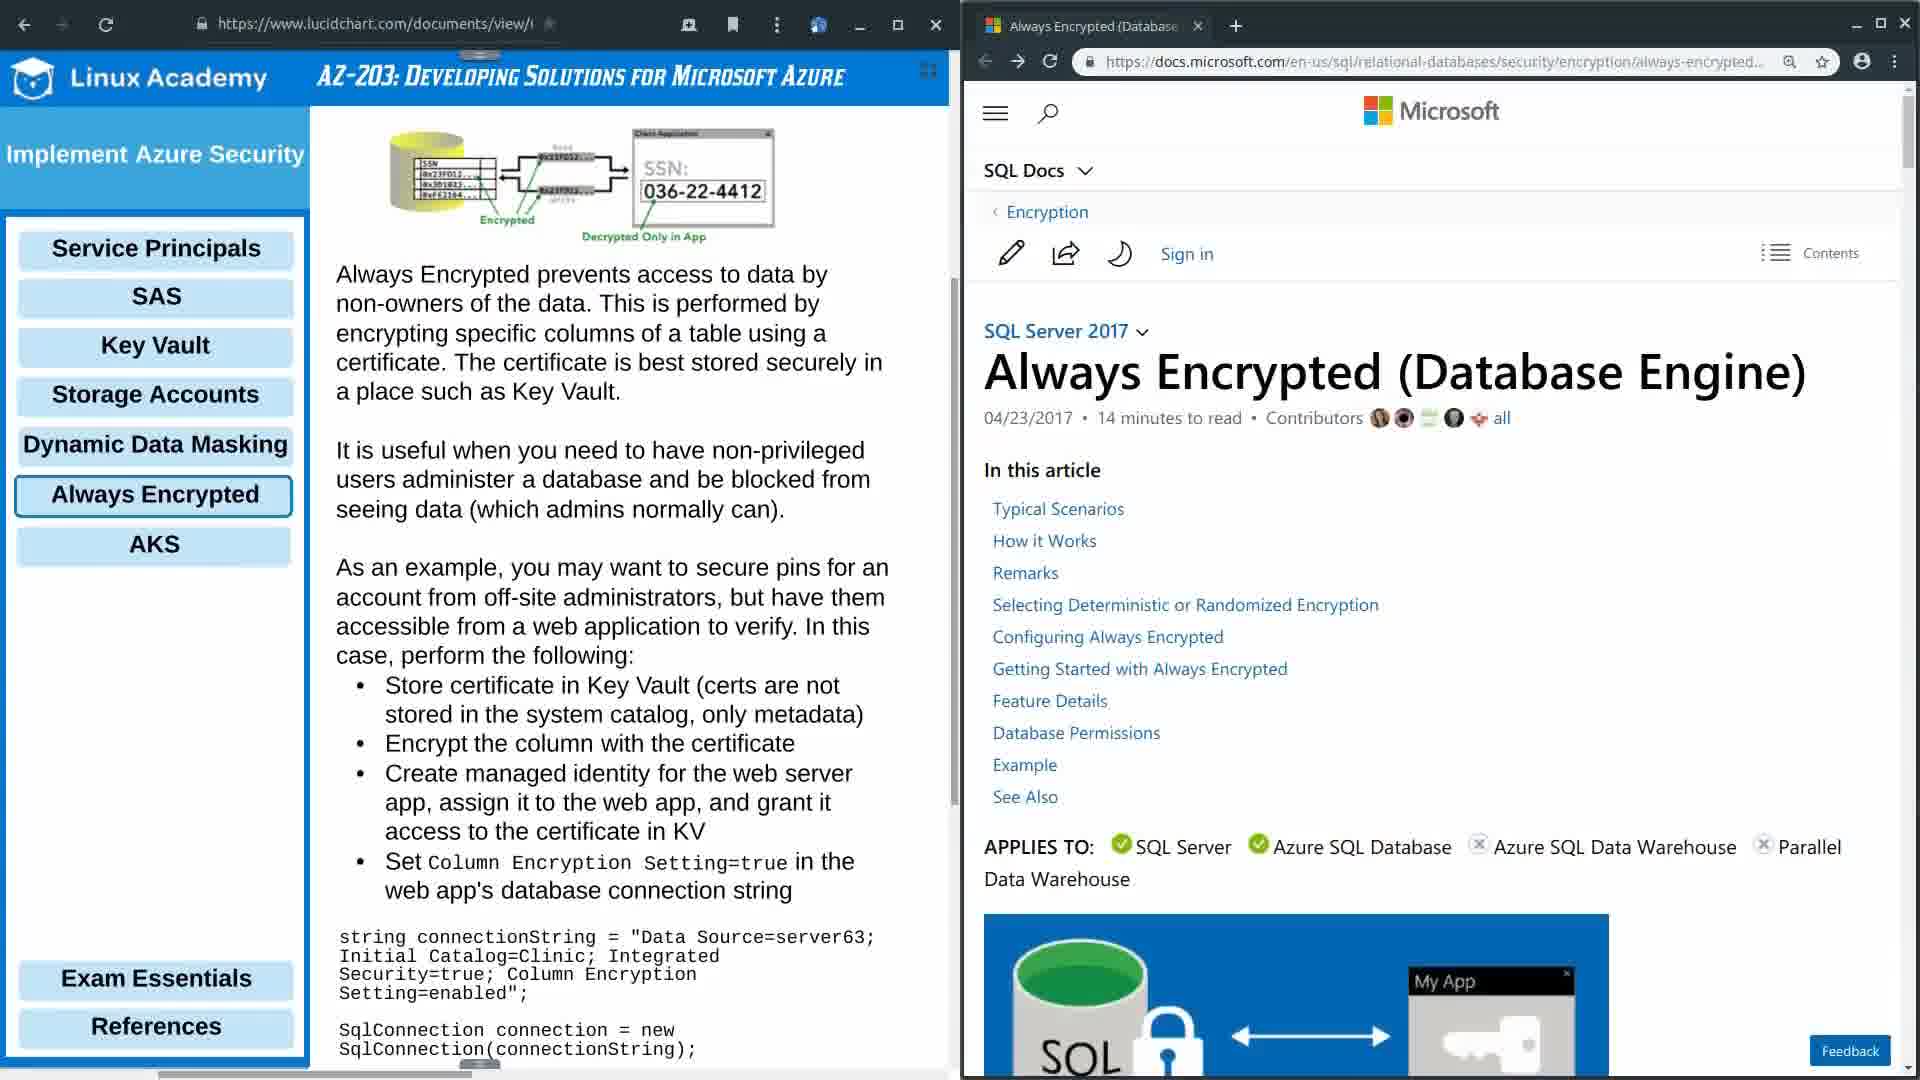 https://www.lucidchart.com/documents/view/
Linux Academy
AZ-203: Developing Solutions for Microsoft Azure
Implement Azure Security
Service Principals
SAS
Key Vault
Storage Accounts
Dynamic Data Masking
Always Encrypted
AKS
Exam Essentials
References
SSN
Encrypted
Client Application
SSN:
036-22-4412
Decrypted Only in App
Always Encrypted prevents access to data by
non-owners of the data. This is performed by
encrypting specific columns of a table using a
certificate. The certificate is best stored securely in
a place such as Key Vault.
It is useful when you need to have non-privileged
users administer a database and be blocked from
seeing data (which admins normally can).
As an example, you may want to secure pins for an
account from off-site administrators, but have them
accessible from a web application to verify. In this
case, perform the following:
• Store certificate in Key Vault (certs are not
stored in the system catalog, only metadata)
• Encrypt the column with the certificate
• Create managed identity for the web server
app, assign it to the web app, and grant it
access to the certificate in KV
• Set Column Encryption Setting=true in the
web app's database connection string
string connectionString = "Data Source=server63;
Initial Catalog=Clinic; Integrated
Security=true; Column Encryption
Setting=enabled";
SqlConnection connection = new
SqlConnection(connectionString);
Always Encrypted (Database
https://docs.microsoft.com/en-us/sql/relational-databases/security/encryption/always-encrypted...
Microsoft
SQL Docs
Encryption
Sign in
Contents
SQL Server 2017
Always Encrypted (Database Engine)
04/23/2017 • 14 minutes to read • Contributors all
In this article
Typical Scenarios
How it Works
Remarks
Selecting Deterministic or Randomized Encryption
Configuring Always Encrypted
Getting Started with Always Encrypted
Feature Details
Database Permissions
Example
See Also
APPLIES TO: SQL Server Azure SQL Database Azure SQL Data Warehouse Parallel
Data Warehouse
My App
SQL
Feedback